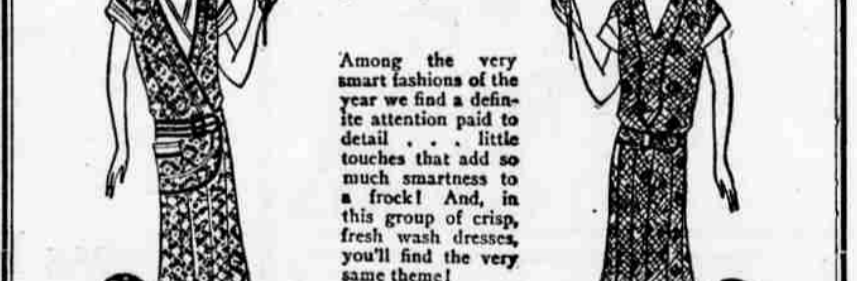 Among the very
smart fashions of the
year we find a defin-
ite attention paid to
detail . . . little
touches that add so
much smartness to
a frock! And, in
this group of crisp,
fresh wash dresses,
you'll find the very
same theme!